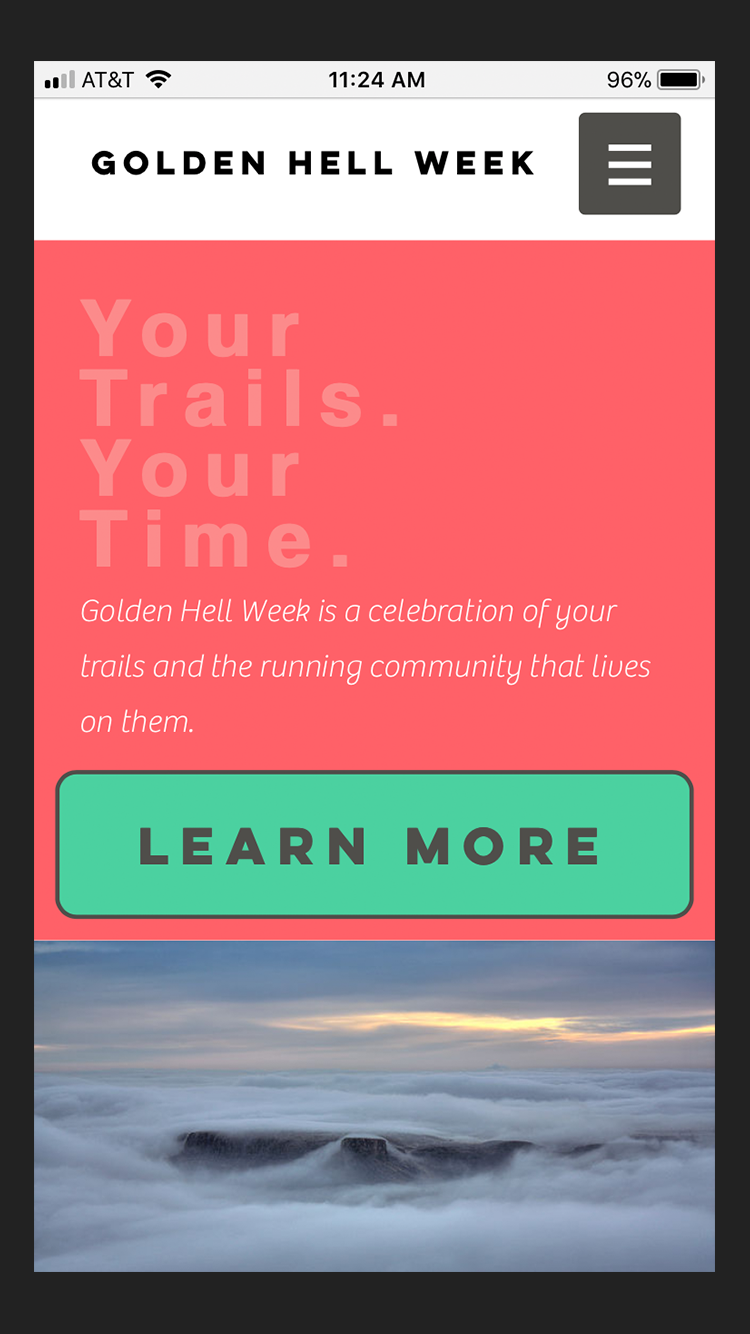 AT&T 11:24 AM 96%
GOLDEN HELL WEEK
Your
Trails.
Your
Time.
Golden Hell Week is a celebration of your
trails and the running community that lives
on them.
LEARN MORE